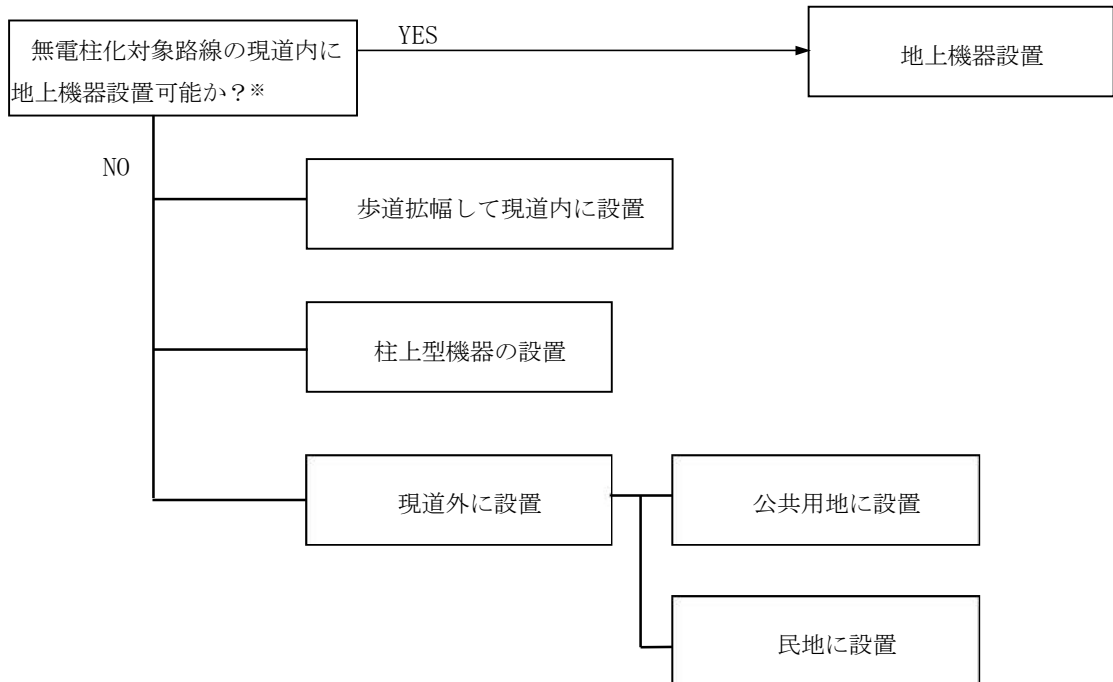 無電柱化対象路線の現道内に
地上機器設置可能か？※
YES
地上機器設置
NO
歩道拡幅して現道内に設置
柱上型機器の設置
現道外に設置
公共用地に設置
民地に設置